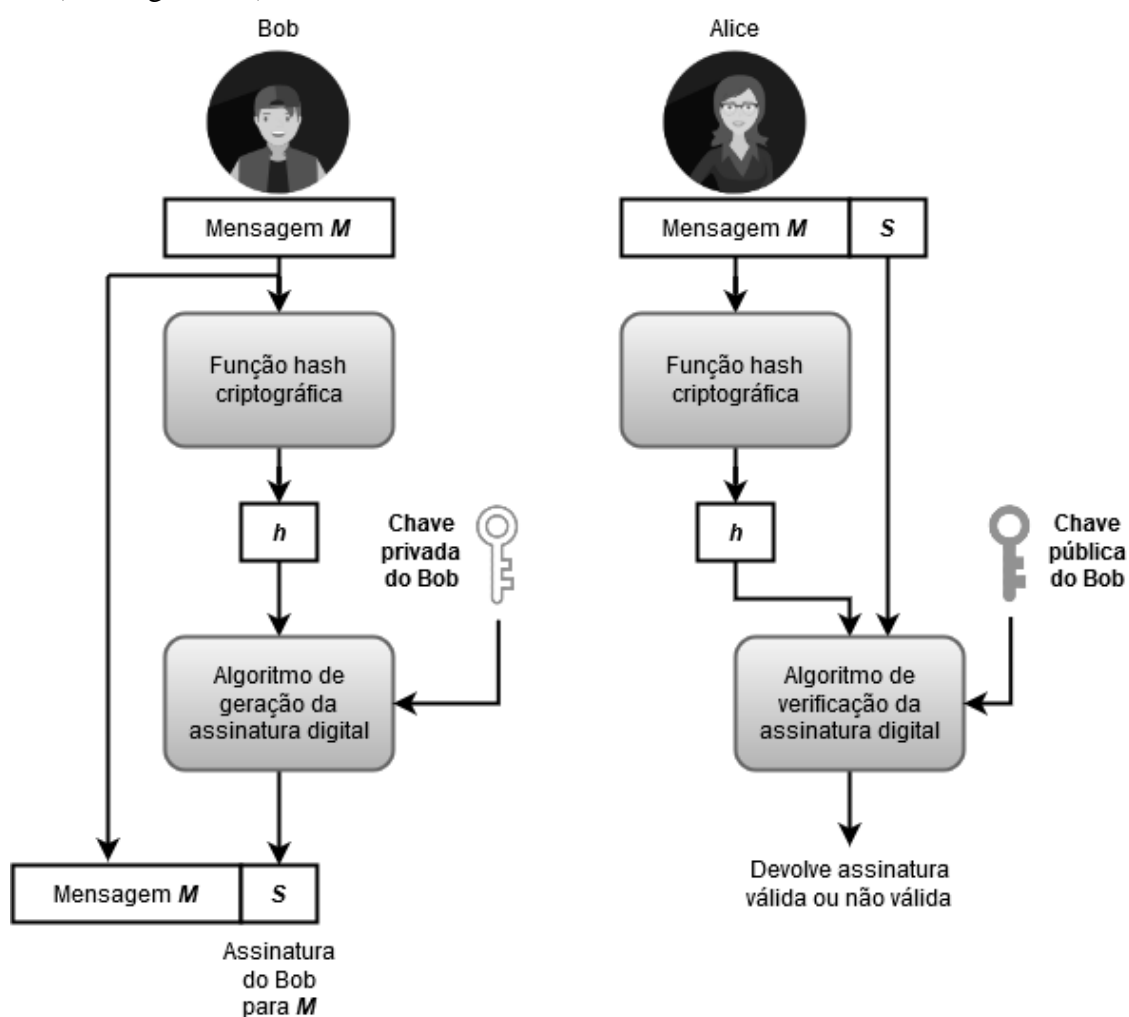 Bob
Mensagem M
Função hash
criptográfica
h
Chave
privada
do Bob
Algoritmo de
geração da
assinatura digital
Mensagem M
S
Assinatura
do Bob
para M
Alice
Mensagem M
S
Função hash
criptográfica
h
Chave
pública
do Bob
Algoritmo de
verificação da
assinatura digital
Devolve assinatura
válida ou não válida